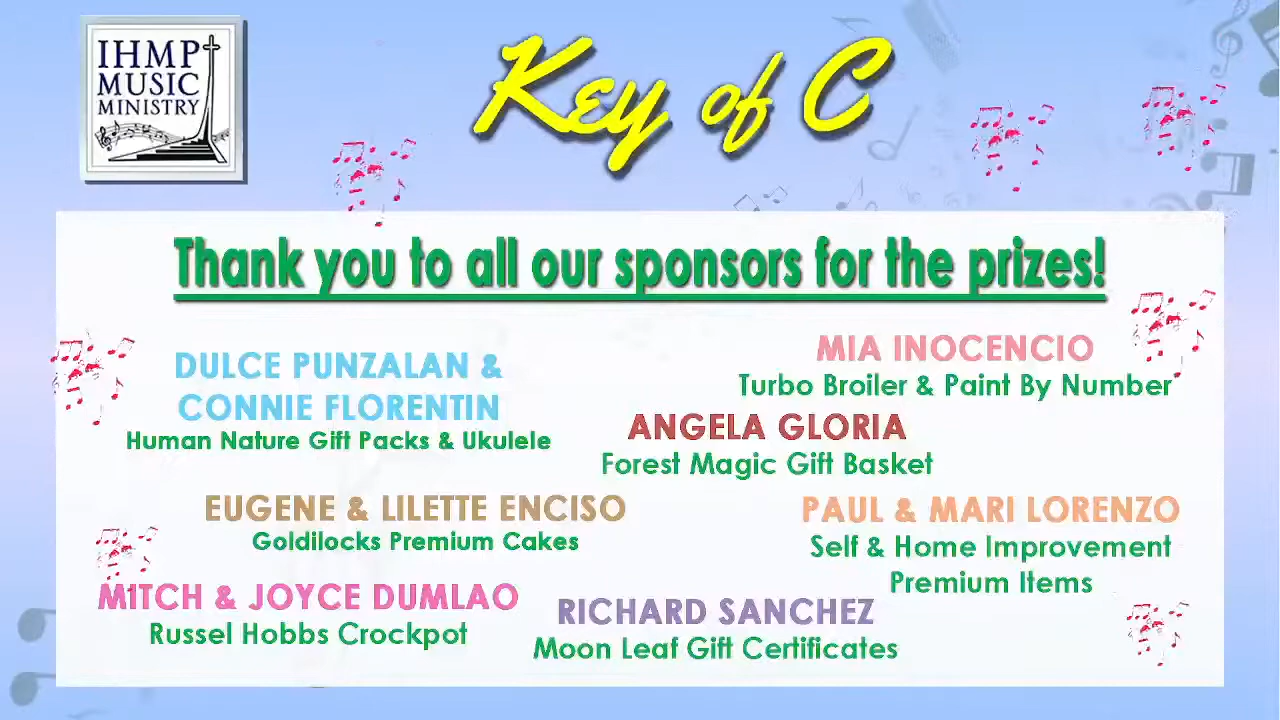 IHMP
MUSIC
MINISTRY
Key of C
Thank you to all our sponsors for the prizes!
DULCE PUNZALAN &
CONNIE FLORENTIN
Human Nature Gift Packs & Ukulele
MIA INOCENCIO
Turbo Broiler & Paint By Number
ANGELA GLORIA
Forest Magic Gift Basket
EUGENE & LILETTE ENCISO
Goldilocks Premium Cakes
PAUL & MARI LORENZO
Self & Home Improvement
Premium Items
MITCH & JOYCE DUMLAO
Russel Hobbs Crockpot
RICHARD SANCHEZ
Moon Leaf Gift Certificates